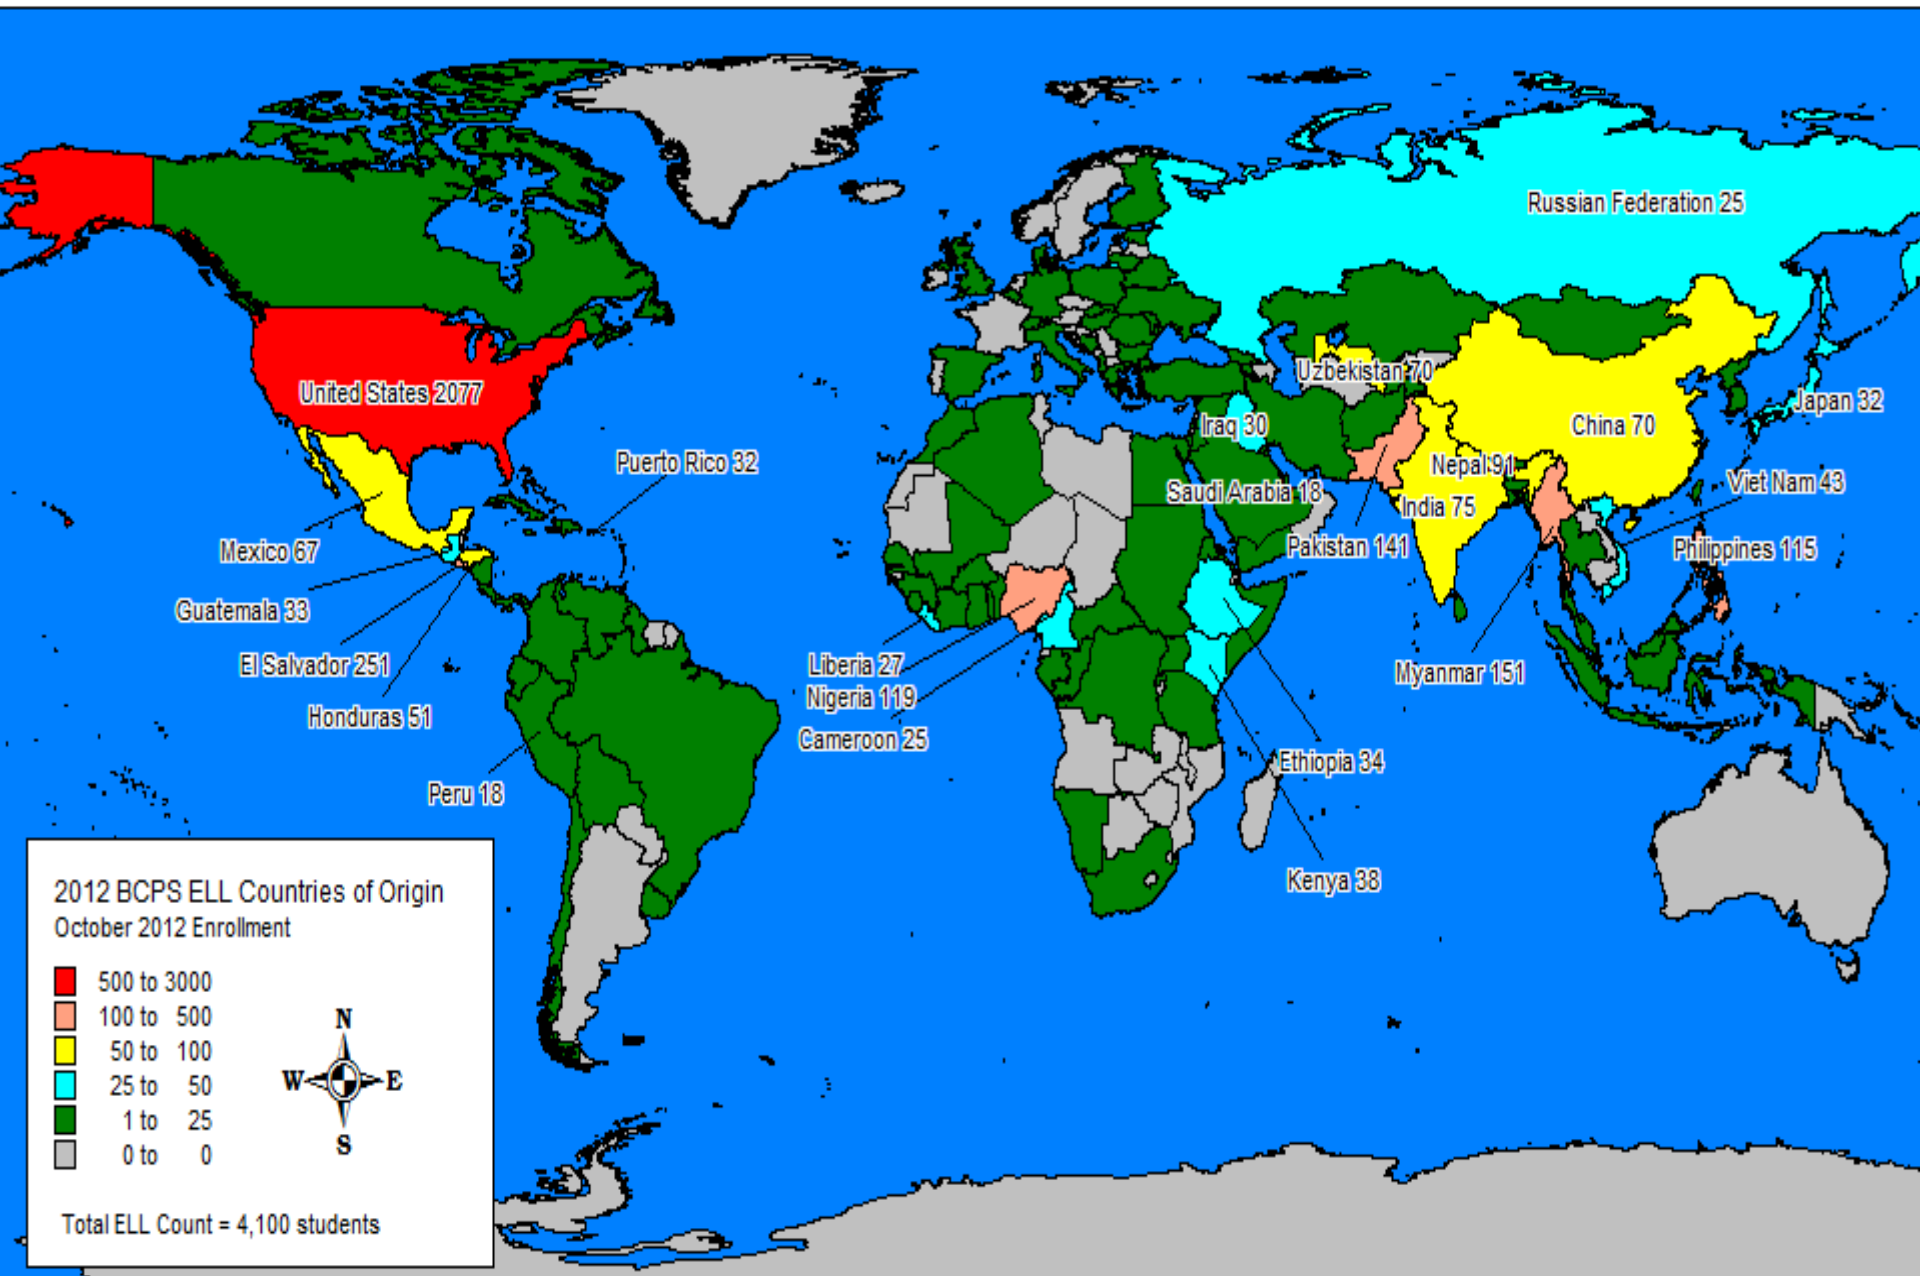 Russian Federation 25
United States 2077
Uzbekistan 70
Japan 32
Iraq 30
China 70
Puerto Rico 32
Nepal 91
Viet Nam 43
Saudi Arabia 18
India 75
Mexico 67
Pakistan 141
Philippines 115
Guatemala 33
El Salvador 251
Liberia 27
Myanmar 151
Nigeria 119
Honduras 51
Cameroon 25
Ethiopia 34
Peru 18
Kenya 38
2012 BCPS ELL Countries of Origin
October 2012 Enrollment
500 to 3000
100 to 500
50 to 100
25 to 50
1 to 25
0 to 0
N
W E
S
Total ELL Count = 4,100 students